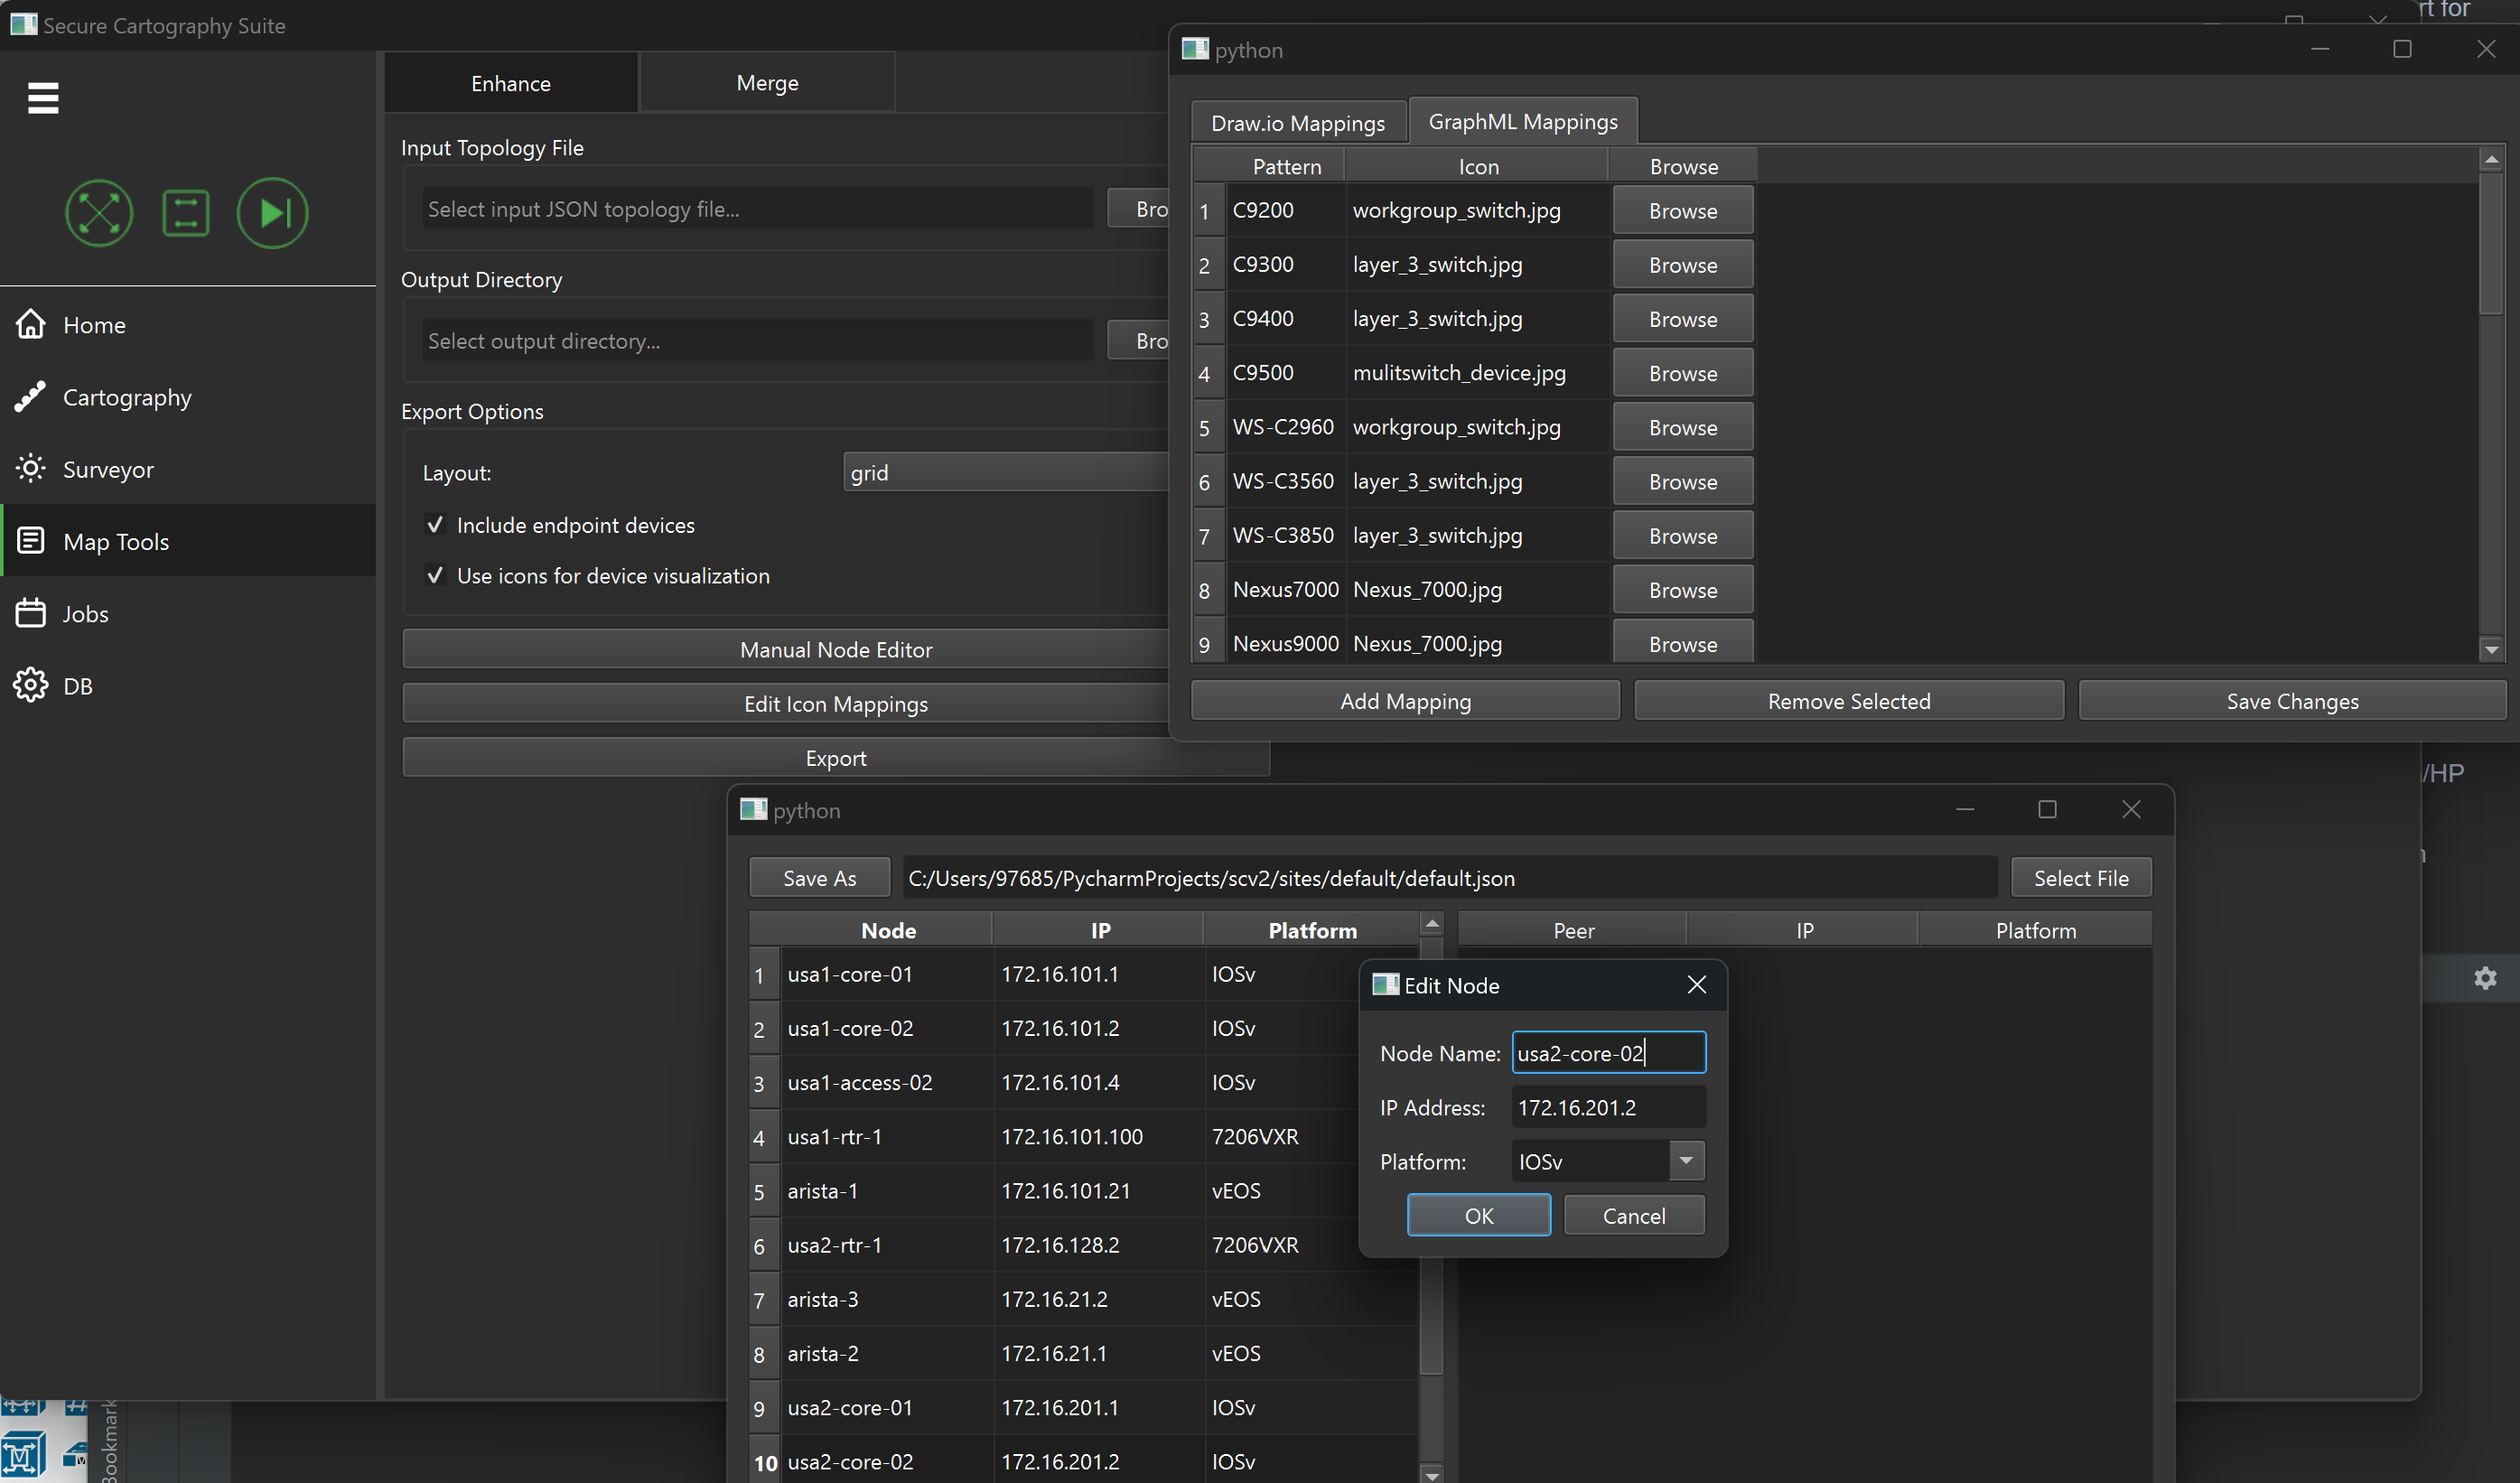 Secure Cartography Suite
Home
Cartography
Surveyor
Map Tools
Jobs
DB
Enhance
Merge
Input Topology File
Select input JSON topology file...
Bro
Output Directory
Select output directory...
Bro
Export Options
Layout:
grid
Include endpoint devices
Use icons for device visualization
Manual Node Editor
Edit Icon Mappings
Export
rt for
python
Draw.io Mappings
GraphML Mappings
Pattern Icon Browse
1 C9200 workgroup_switch.jpg Browse
2 C9300 layer_3_switch.jpg Browse
3 C9400 layer_3_switch.jpg Browse
4 C9500 mulitswitch_device.jpg Browse
5 WS-C2960 workgroup_switch.jpg Browse
6 WS-C3560 layer_3_switch.jpg Browse
7 WS-C3850 layer_3_switch.jpg Browse
8 Nexus7000 Nexus_7000.jpg Browse
9 Nexus9000 Nexus_7000.jpg Browse
Add Mapping
Remove Selected
Save Changes
/HP
python
Save As
C:/Users/97685/PycharmProjects/scv2/sites/default/default.json
Select File
Node IP Platform
1 usa1-core-01 172.16.101.1 IOSv
2 usa1-core-02 172.16.101.2 IOSv
3 usa1-access-02 172.16.101.4 IOSv
4 usa1-rtr-1 172.16.101.100 7206VXR
5 arista-1 172.16.101.21 vEOS
6 usa2-rtr-1 172.16.128.2 7206VXR
7 arista-3 172.16.21.2 vEOS
8 arista-2 172.16.21.1 vEOS
9 usa2-core-01 172.16.201.1 IOSv
10 usa2-core-02 172.16.201.2 IOSv
Peer IP Platform
Edit Node
Node Name: usa2-core-02
IP Address: 172.16.201.2
Platform: IOSv
OK
Cancel
Bookmark